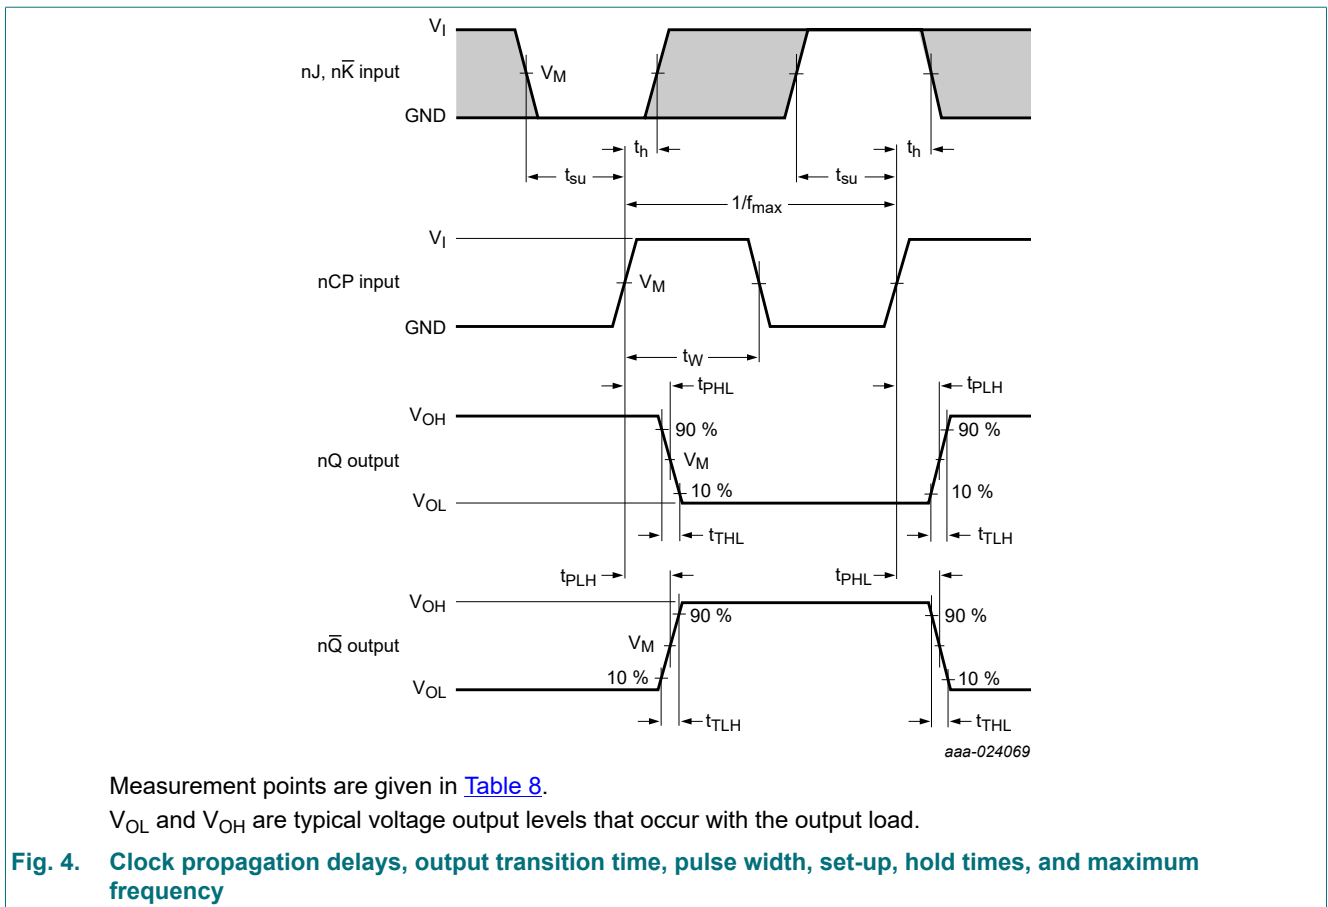 VI
nJ, nK̅ input
VM
GND
th
th
tsu
tsu
1/fmax
VI
nCP input
VM
GND
tW
tPHL
tPLH
VOH
90 %
90 %
nQ output
VM
10 %
10 %
VOL
tTHL
tTLH
tPLH
tPHL
VOH
90 %
90 %
nQ̅ output
VM
10 %
10 %
VOL
tTLH
tTHL
aaa-024069
Measurement points are given in Table 8.
VOL and VOH are typical voltage output levels that occur with the output load.
Fig. 4. Clock propagation delays, output transition time, pulse width, set-up, hold times, and maximum
frequency